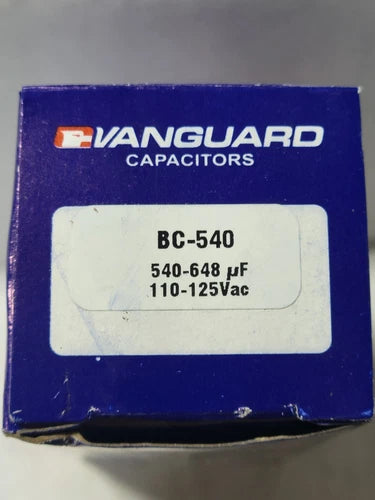 VANGUARD
CAPACITORS
BC-540
540-648 µF
110-125Vac